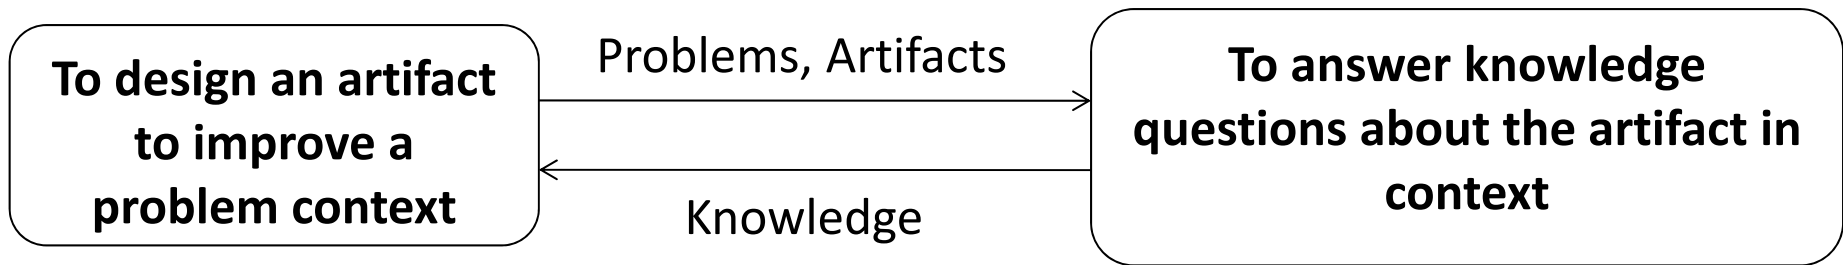 To design an artifact
to improve a
problem context
Problems, Artifacts
Knowledge
To answer knowledge
questions about the artifact in
context